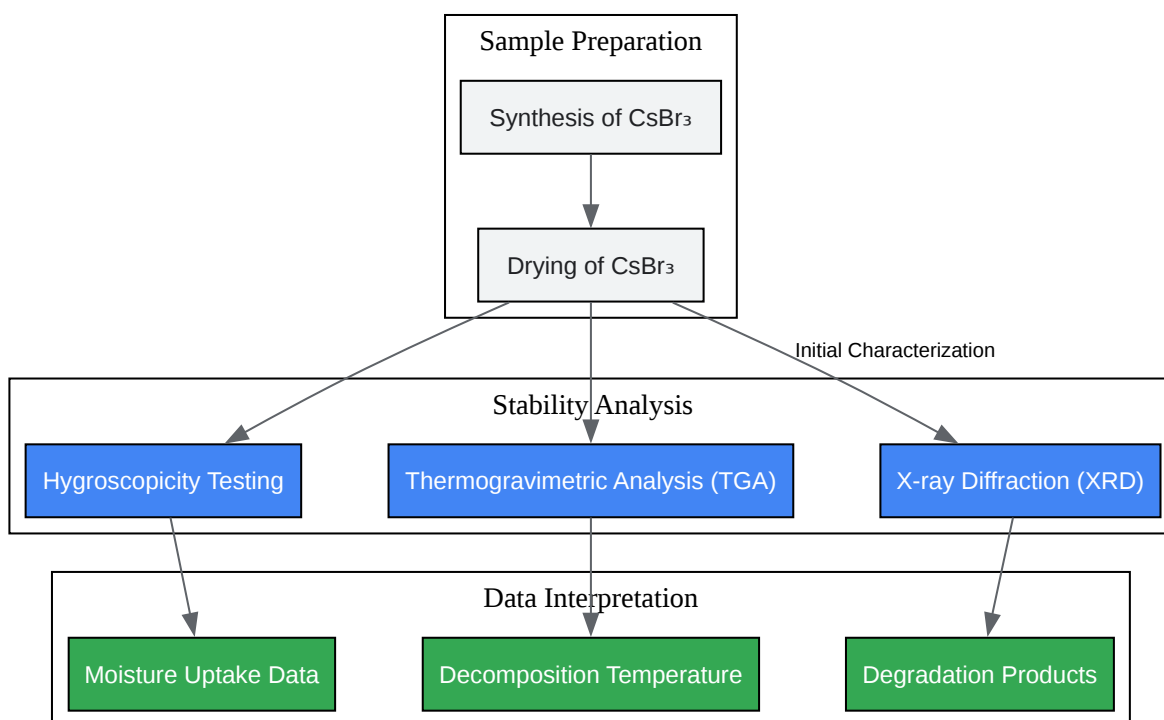 Sample Preparation
Synthesis of CsBr₃
Drying of CsBr₃
Initial Characterization
Stability Analysis
Hygroscopicity Testing
Thermogravimetric Analysis (TGA)
X-ray Diffraction (XRD)
Data Interpretation
Moisture Uptake Data
Decomposition Temperature
Degradation Products